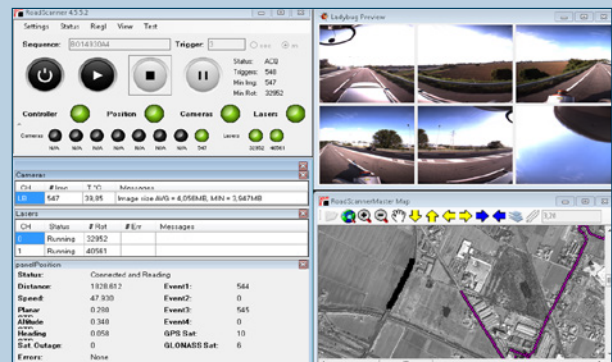 RoadScanner 4.5.5.2
Settings Status Riegl View Test
Sequence: Trigger: 3
Status: ACQ
Triggers: 548
Min Img: 547
Min Rot: 32952
Controller Position Cameras Lasers
Cameras Lasers
N/A N/A N/A N/A N/A N/A N/A 547 32952 40561
Cameras
CH # Img T °C Messages
LB 547 39,85 Image size AVG = 4,056MB, MIN = 3,947MB
Lasers
CH Status # Rot # Err Messages
0 Running 32952
1 Running 40561
panelPosition
Status: Connected and Reading
Distance: 1828.612 Event1: 544
Speed: 47.930 Event2: 0
Planar 0.280 Event3: 545
Altitude 0.340 Event4: 0
Heading 0.058 GPS Sat: 10
Sat. Outage: 0 GLONASS Sat: 6
Errors: None
Ladybug Preview
RoadScannerMaster Map